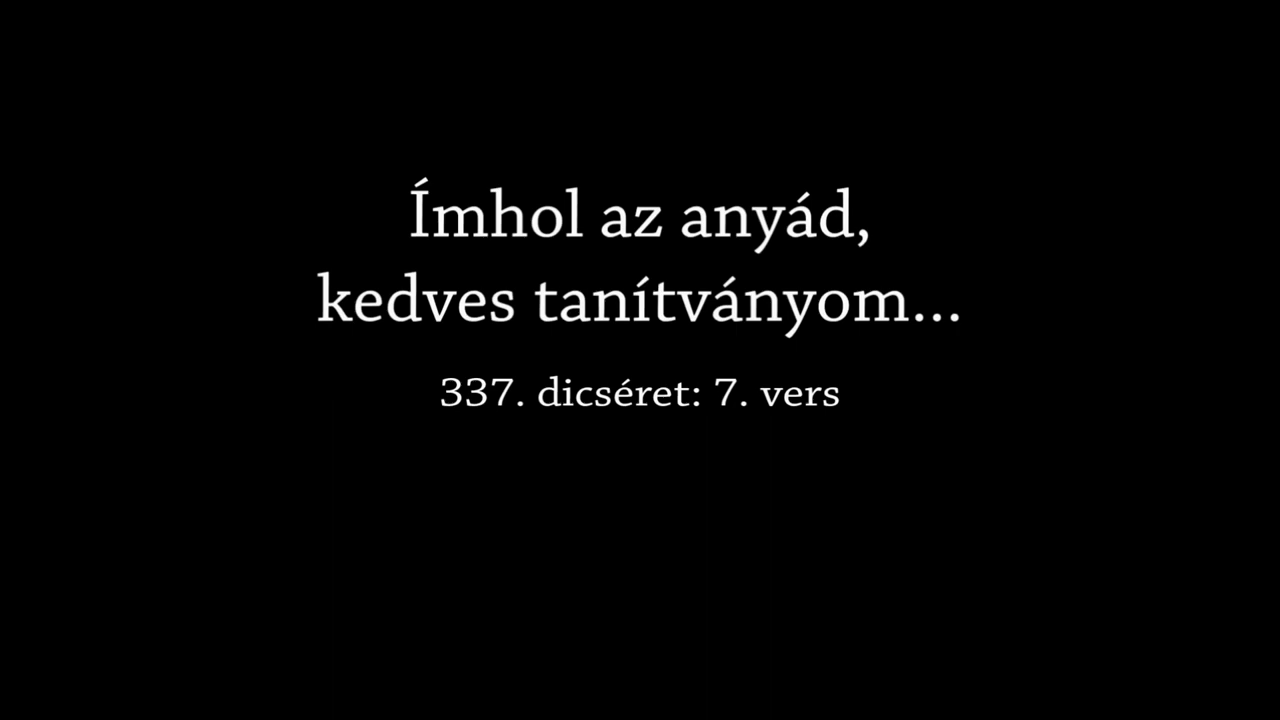 Ímhol az anyád,
kedves tanítványom...
337. dicséret: 7. vers